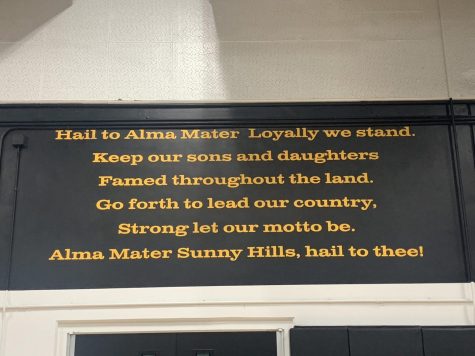 Hail to Alma Mater Loyally we stand.
Keep our sons and daughters
Famed throughout the land.
Go forth to lead our country,
Strong let our motto be.
Alma Mater Sunny Hills, hail to thee!